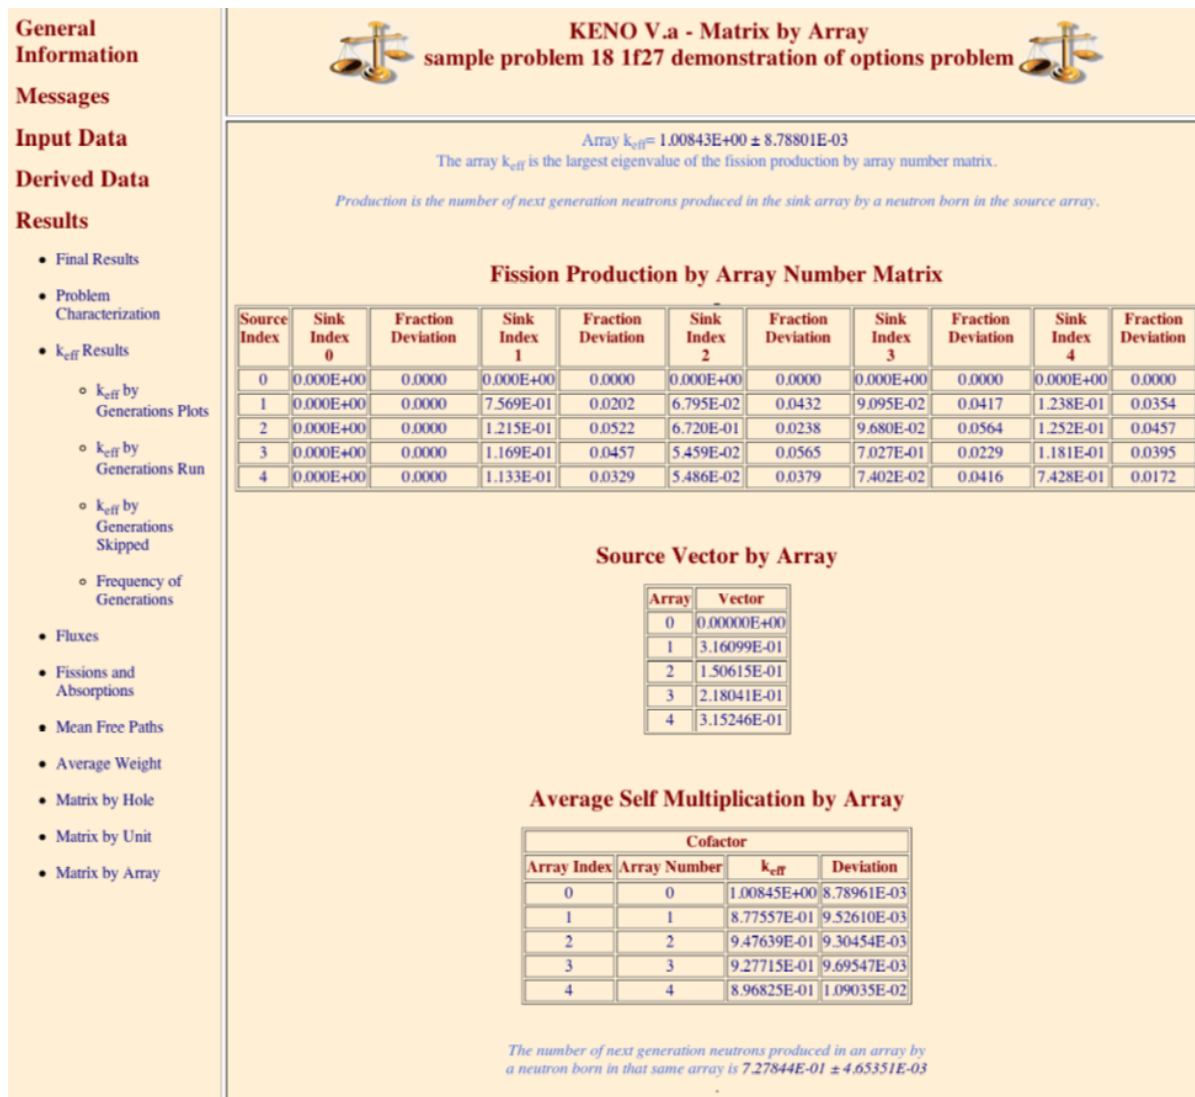 General
Information
Messages
Input Data
Derived Data
Results
Final Results
Problem
Characterization
keff Results
keff by
Generations Plots
keff by
Generations Run
keff by
Generations
Skipped
Frequency of
Generations
Fluxes
Fissions and
Absorptions
Mean Free Paths
Average Weight
Matrix by Hole
Matrix by Unit
Matrix by Array
KENO V.a - Matrix by Array
sample problem 18 1f27 demonstration of options problem
Array keff= 1.00843E+00 ± 8.78801E-03
The array keff is the largest eigenvalue of the fission production by array number matrix.
Production is the number of next generation neutrons produced in the sink array by a neutron born in the source array.
Fission Production by Array Number Matrix
Source Index Sink Index 0 Fraction Deviation Sink Index 1 Fraction Deviation Sink Index 2 Fraction Deviation Sink Index 3 Fraction Deviation Sink Index 4 Fraction Deviation
0 0.000E+00 0.0000 0.000E+00 0.0000 0.000E+00 0.0000 0.000E+00 0.0000 0.000E+00 0.0000
1 0.000E+00 0.0000 7.569E-01 0.0202 6.795E-02 0.0432 9.095E-02 0.0417 1.238E-01 0.0354
2 0.000E+00 0.0000 1.215E-01 0.0522 6.720E-01 0.0238 9.680E-02 0.0564 1.252E-01 0.0457
3 0.000E+00 0.0000 1.169E-01 0.0457 5.459E-02 0.0565 7.027E-01 0.0229 1.181E-01 0.0395
4 0.000E+00 0.0000 1.133E-01 0.0329 5.486E-02 0.0379 7.402E-02 0.0416 7.428E-01 0.0172
Source Vector by Array
Array Vector
0 0.00000E+00
1 3.16099E-01
2 1.50615E-01
3 2.18041E-01
4 3.15246E-01
Average Self Multiplication by Array
Cofactor
Array Index Array Number keff Deviation
0 0 1.00845E+00 8.78961E-03
1 1 8.77557E-01 9.52610E-03
2 2 9.47639E-01 9.30454E-03
3 3 9.27715E-01 9.69547E-03
4 4 8.96825E-01 1.09035E-02
The number of next generation neutrons produced in an array by
a neutron born in that same array is 7.27844E-01 ± 4.65351E-03